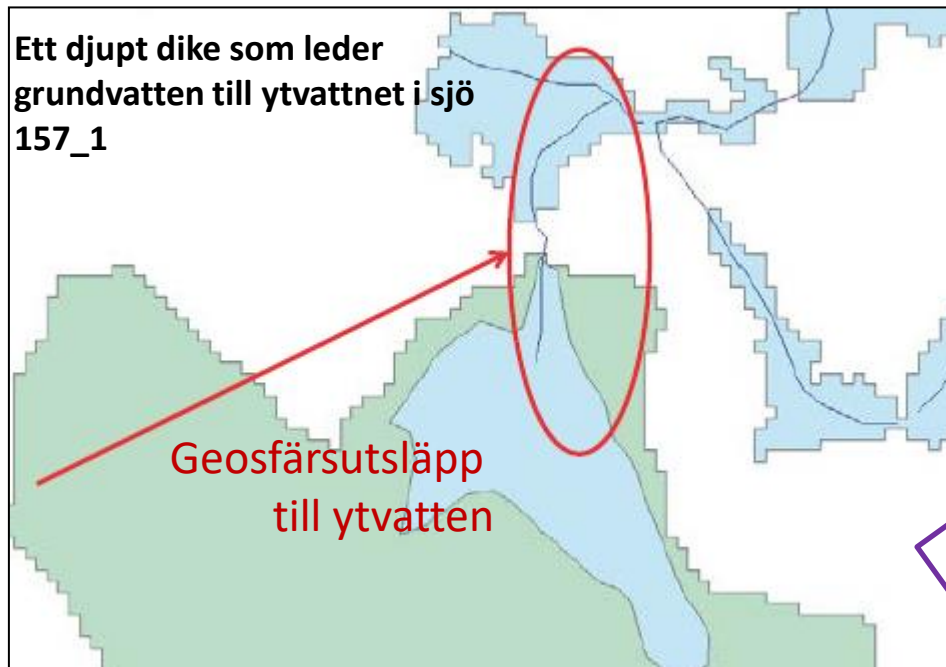 Ett djupt dike som leder
grundvatten till ytvattnet i sjö
157_1
Geosfärsutsläpp
till ytvatten